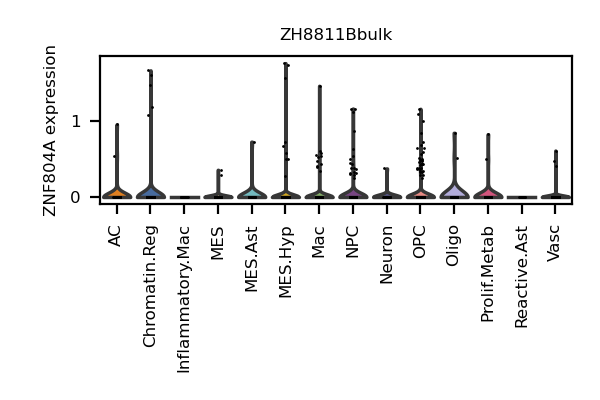 ZH8811Bbulk
ZNF804A expression
1
0
AC
Chromatin.Reg
Inflammatory.Mac
MES
MES.Ast
MES.Hyp
Mac
NPC
Neuron
OPC
Oligo
Prolif.Metab
Reactive.Ast
Vasc